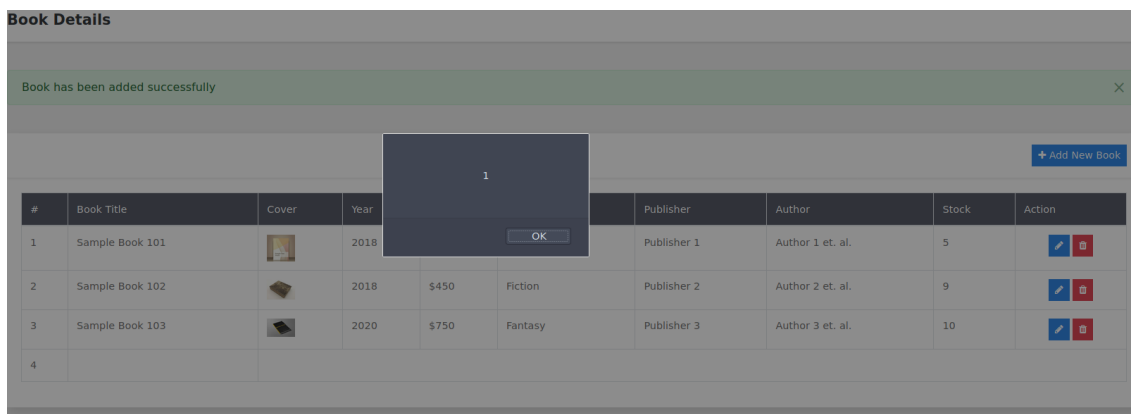 Book Details
Book has been added successfully ×
1
OK
+ Add New Book
# Book Title Cover Year Publisher Author Stock Action
1 Sample Book 101 2018 Publisher 1 Author 1 et. al. 5
2 Sample Book 102 2018 $450 Fiction Publisher 2 Author 2 et. al. 9
3 Sample Book 103 2020 $750 Fantasy Publisher 3 Author 3 et. al. 10
4